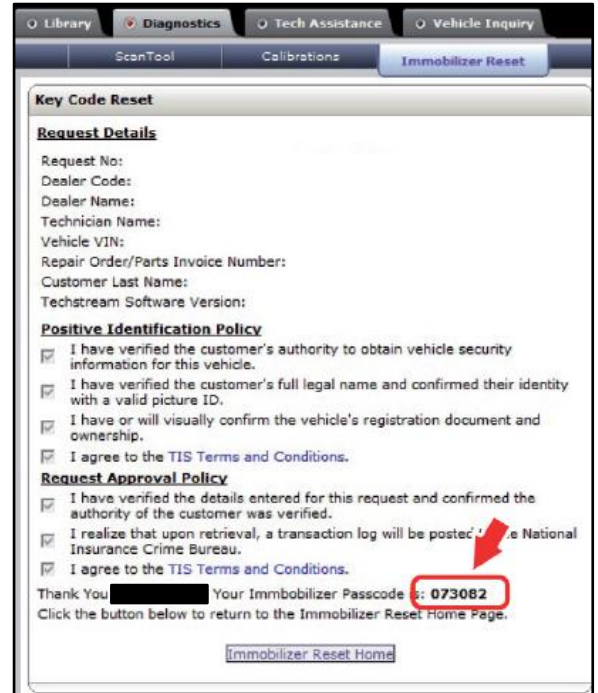 Library Diagnostics Tech Assistance Vehicle Inquiry
ScanTool Calibrations Immobilizer Reset
Key Code Reset
Request Details
Request No:
Dealer Code:
Dealer Name:
Technician Name:
Vehicle VIN:
Repair Order/Parts Invoice Number:
Customer Last Name:
Techstream Software Version:
Positive Identification Policy
I have verified the customer's authority to obtain vehicle security
information for this vehicle.
I have verified the customer's full legal name and confirmed their identity
with a valid picture ID.
I have or will visually confirm the vehicle's registration document and
ownership.
I agree to the TIS Terms and Conditions.
Request Approval Policy
I have verified the details entered for this request and confirmed the
authority of the customer was verified.
I realize that upon retrieval, a transaction log will be posted National
Insurance Crime Bureau.
I agree to the TIS Terms and Conditions.
Thank You Your Immbobilizer Passcode is: 073082
Click the button below to return to the Immobilizer Reset Home Page.
Immobilizer Reset Home